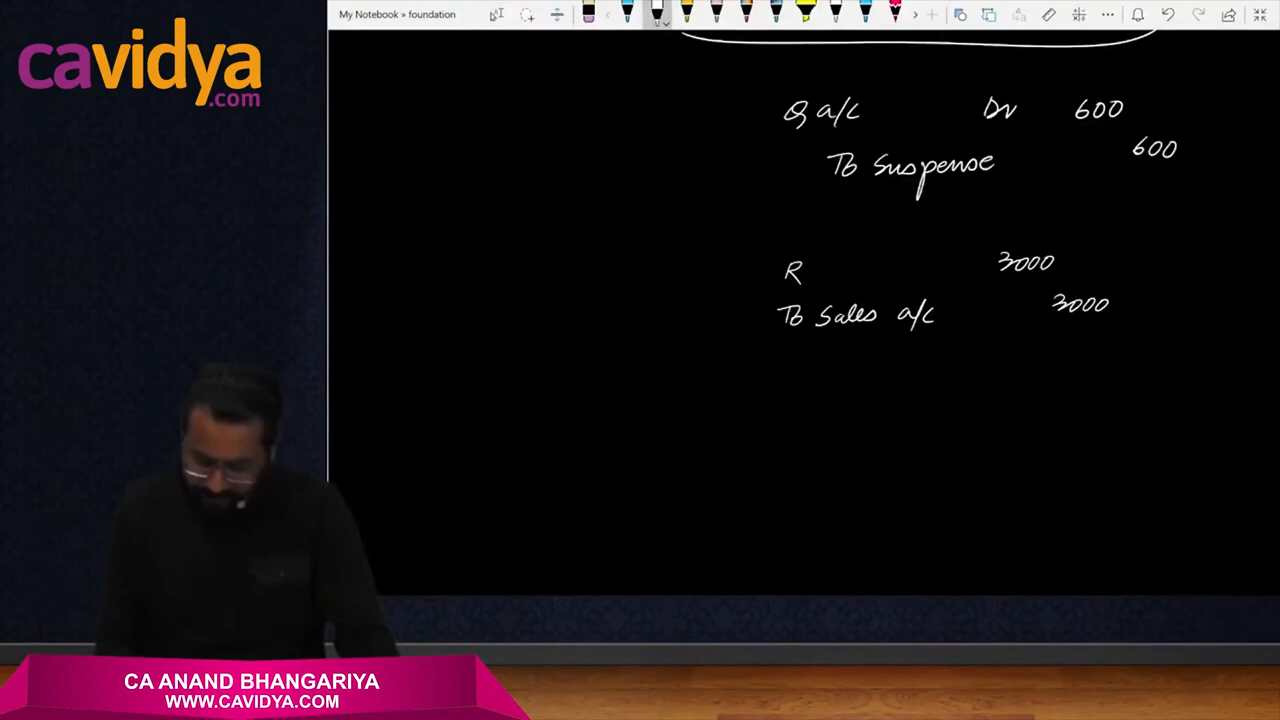 cavidya
.com
My Notebook » foundation
Q a/c Dr 600
To Suspense 600
R 3000
To Sales a/c 3000
CA ANAND BHANGARIYA
WWW.CAVIDYA.COM